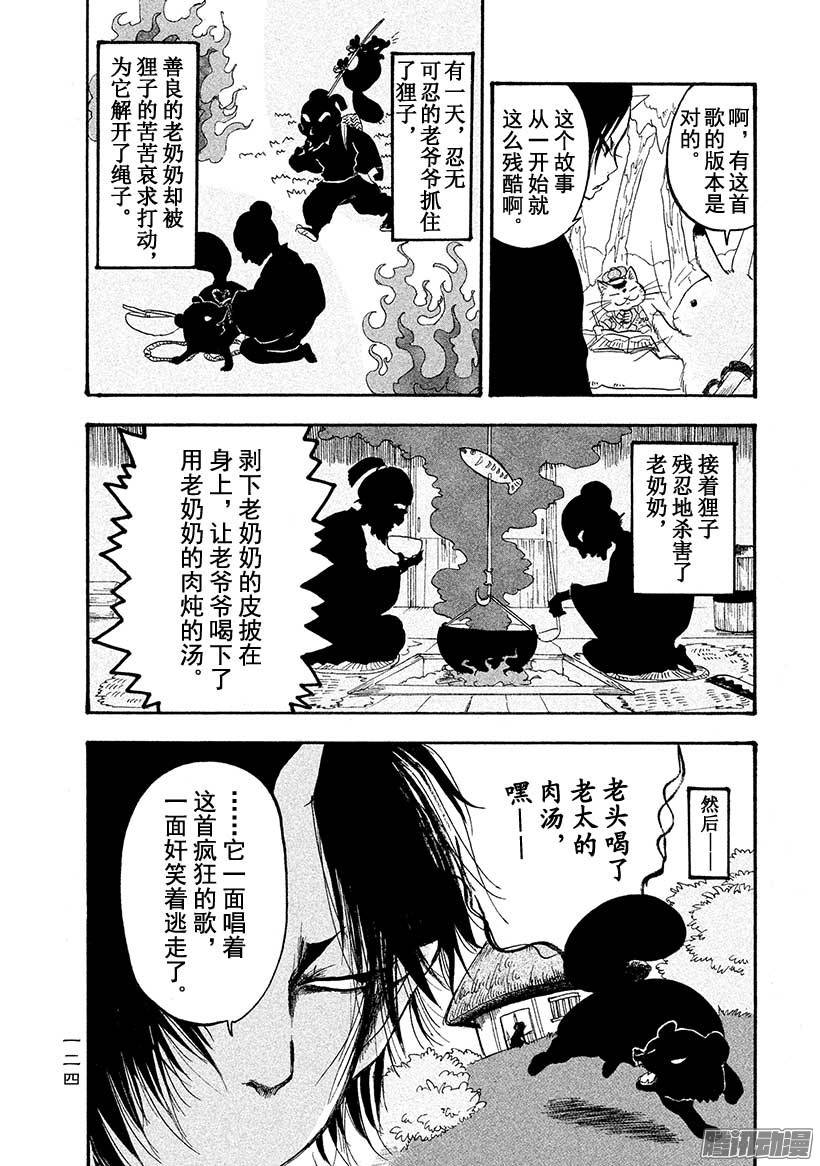 啊，有这首
歌的版本是
对的。
这个故事
从一开始就
这么残酷啊。
有一天，忍无
可忍的老爷爷抓住
了狸子，
善良的老奶奶却被
狸子的苦苦哀求打动，
为它解开了绳子。
接着狸子
残忍地杀害了
老奶奶，
剥下老奶奶的皮披在
身上，让老爷爷喝下了
用老奶奶的肉炖的汤。
然后——
老头喝了
老太的
肉汤，
嘿——
……它一面唱着
这首疯狂的歌，
一面奸笑着逃走了。
一二四
腾讯动漫